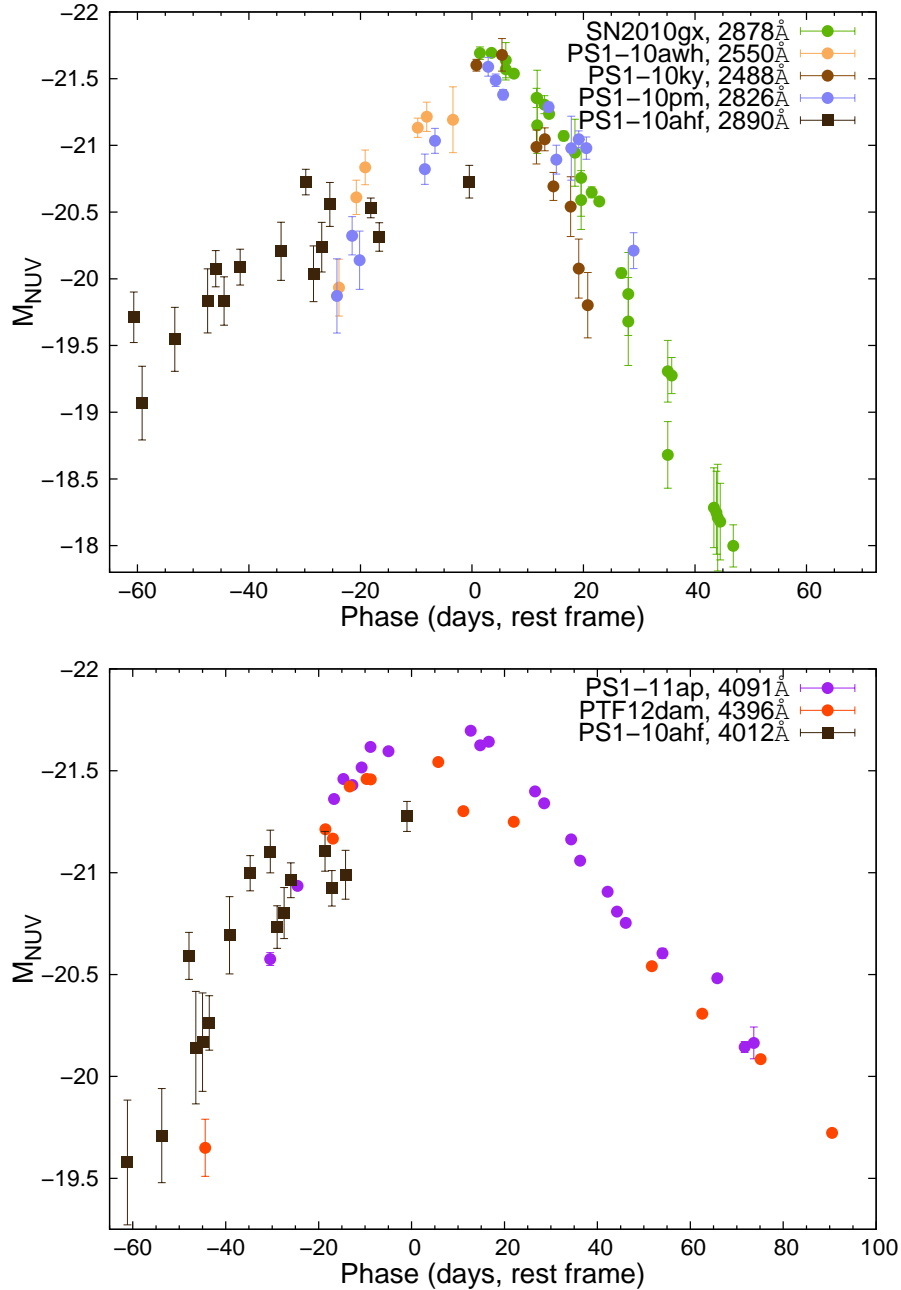 SN2010gx, 2878Å
PS1−10awh, 2550Å
PS1−10ky, 2488Å
PS1−10pm, 2826Å
PS1−10ahf, 2890Å
−22
−21.5
−21
−20.5
−20
−19.5
−19
−18.5
−18
M_NUV
−60 −40 −20 0 20 40 60
Phase (days, rest frame)
PS1−11ap, 4091Å
PTF12dam, 4396Å
PS1−10ahf, 4012Å
−22
−21.5
−21
−20.5
−20
−19.5
M_NUV
−60 −40 −20 0 20 40 60 80 100
Phase (days, rest frame)